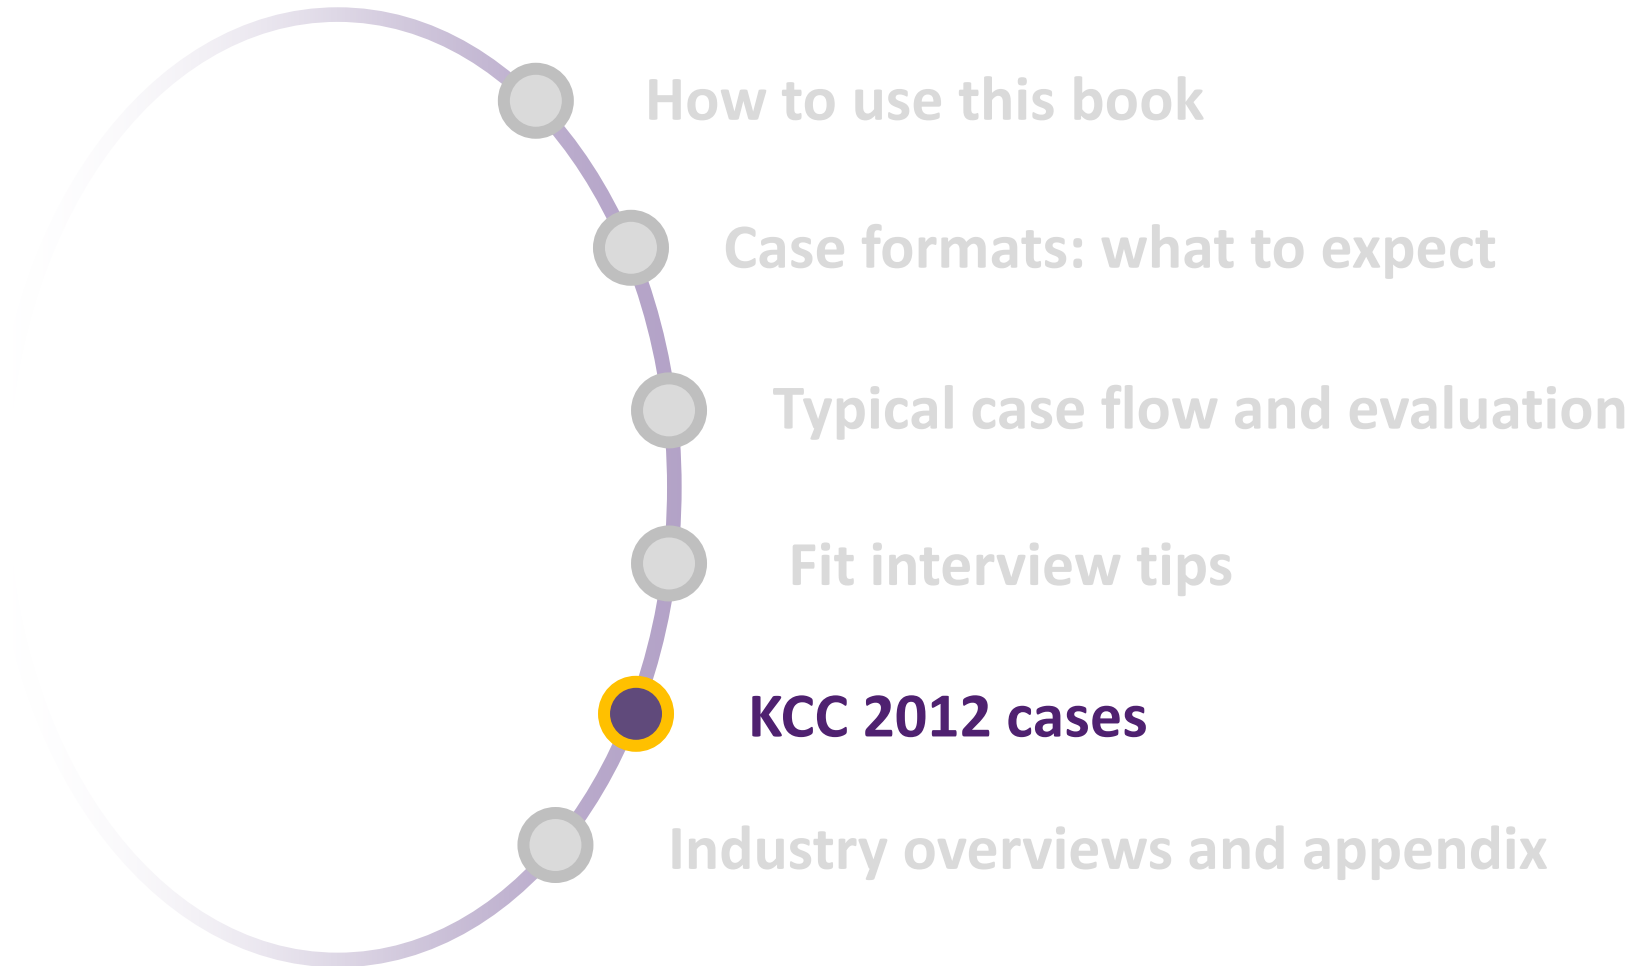 How to use this book
Case formats: what to expect
Typical case flow and evaluation
Fit interview tips
KCC 2012 cases
Industry overviews and appendix